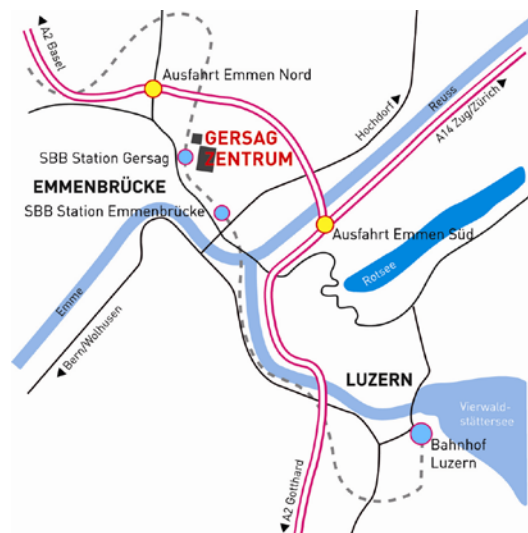 A2 Basel
Ausfahrt Emmen Nord
Hochdorf
Reuss
A14 Zug/Zürich
GERSAG
ZENTRUM
SBB Station Gersag
EMMENBRÜCKE
SBB Station Emmenbrücke
Ausfahrt Emmen Süd
Rotsee
Emme
Bern/Wolhusen
LUZERN
Vierwald-
stättersee
Bahnhof
Luzern
A2 Gotthard